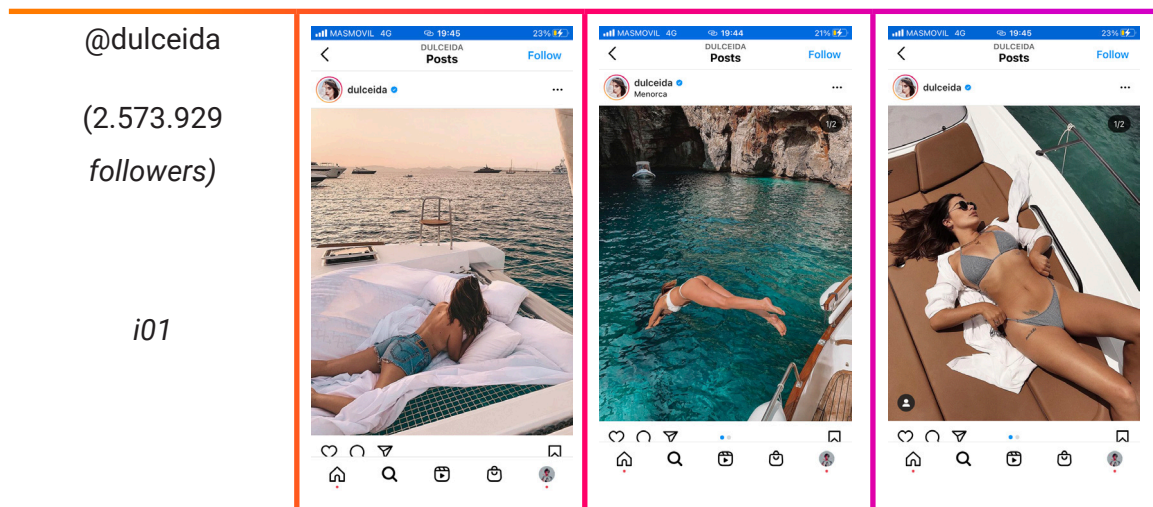 @dulceida
(2.573.929
followers)
i01
MASMOVIL 4G 19:45 23%
DULCEIDA
Posts
Follow
dulceida
MASMOVIL 4G 19:44 21%
DULCEIDA
Posts
Follow
dulceida
Menorca
1/2
MASMOVIL 4G 19:45 23%
DULCEIDA
Posts
Follow
dulceida
1/2